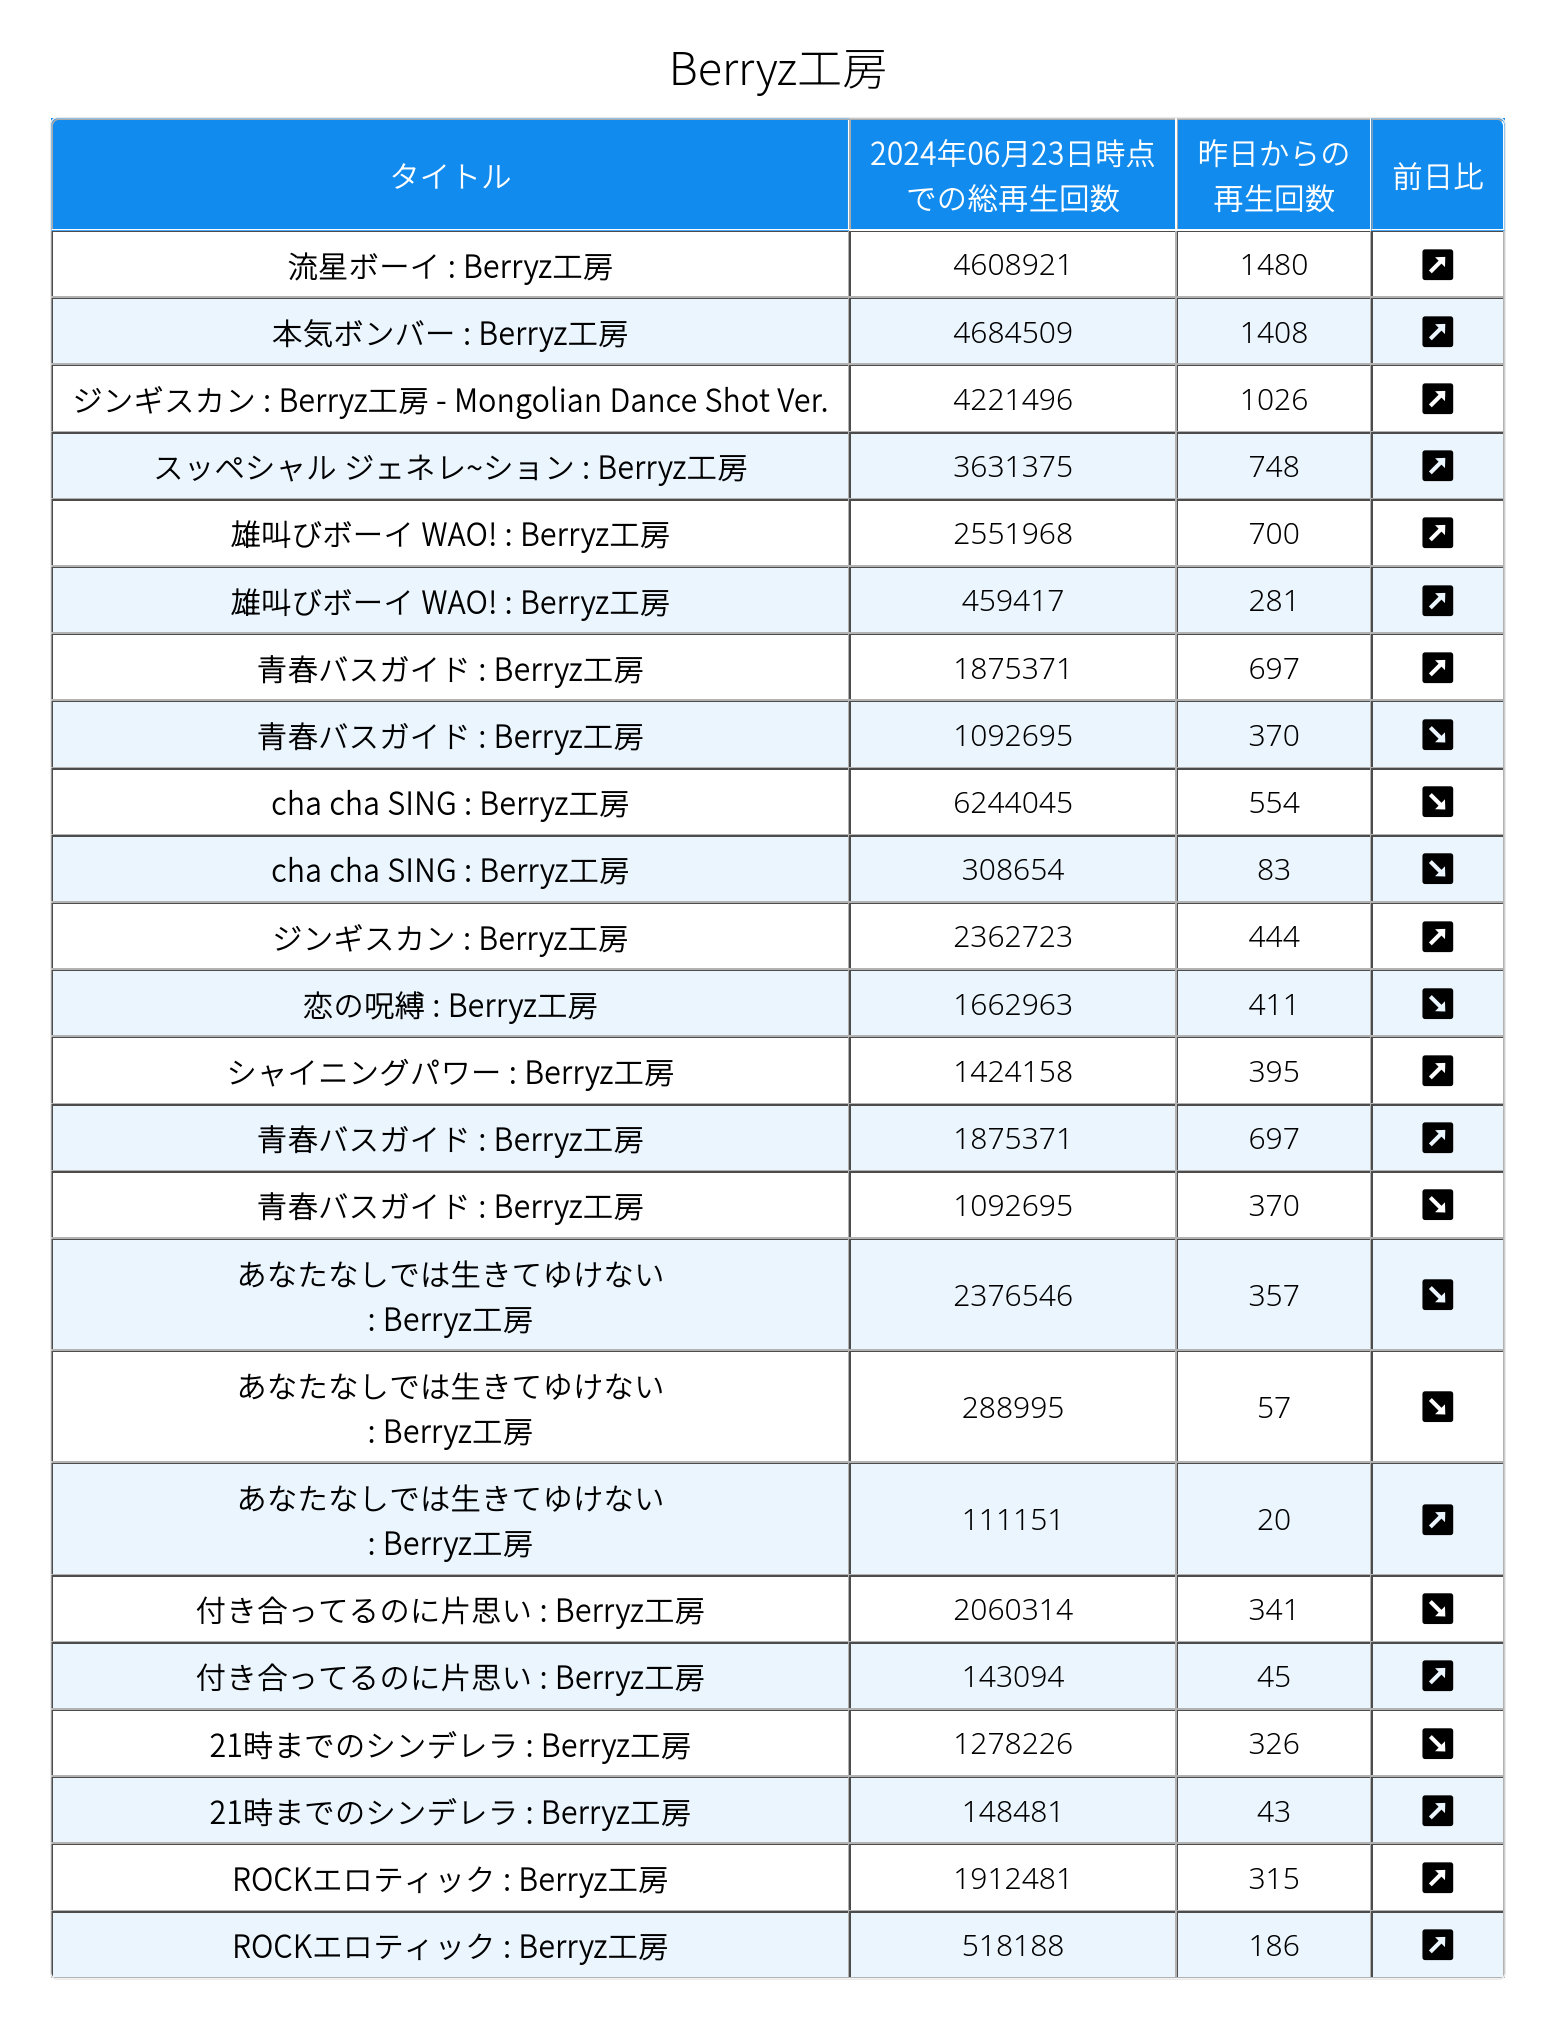 Berryz工房
タイトル
2024年06月23日時点
での総再生回数
昨日からの
再生回数
前日比
流星ボーイ : Berryz工房 4608921 1480
本気ボンバー : Berryz工房 4684509 1408
ジンギスカン : Berryz工房 - Mongolian Dance Shot Ver. 4221496 1026
スッペシャル ジェネレ~ション : Berryz工房 3631375 748
雄叫びボーイ WAO! : Berryz工房 2551968 700
雄叫びボーイ WAO! : Berryz工房 459417 281
青春バスガイド : Berryz工房 1875371 697
青春バスガイド : Berryz工房 1092695 370
cha cha SING : Berryz工房 6244045 554
cha cha SING : Berryz工房 308654 83
ジンギスカン : Berryz工房 2362723 444
恋の呪縛 : Berryz工房 1662963 411
シャイニングパワー : Berryz工房 1424158 395
青春バスガイド : Berryz工房 1875371 697
青春バスガイド : Berryz工房 1092695 370
あなたなしでは生きてゆけない
: Berryz工房 2376546 357
あなたなしでは生きてゆけない
: Berryz工房 288995 57
あなたなしでは生きてゆけない
: Berryz工房 111151 20
付き合ってるのに片思い : Berryz工房 2060314 341
付き合ってるのに片思い : Berryz工房 143094 45
21時までのシンデレラ : Berryz工房 1278226 326
21時までのシンデレラ : Berryz工房 148481 43
ROCKエロティック : Berryz工房 1912481 315
ROCKエロティック : Berryz工房 518188 186